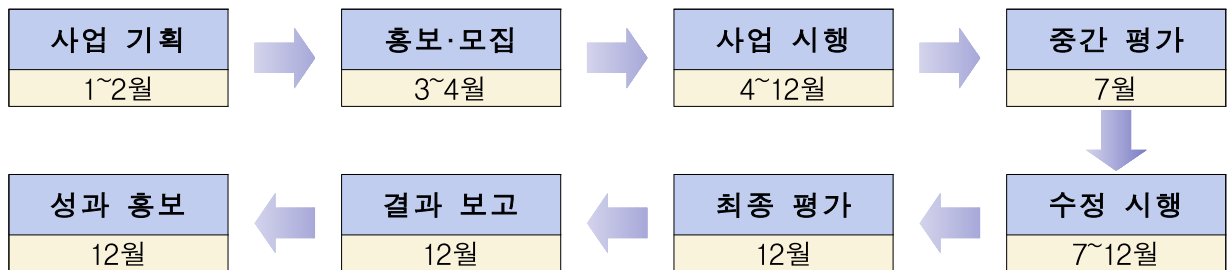 사업 기획
1~2월
홍보·모집
3~4월
사업 시행
4~12월
중간 평가
7월
수정 시행
7~12월
최종 평가
12월
결과 보고
12월
성과 홍보
12월